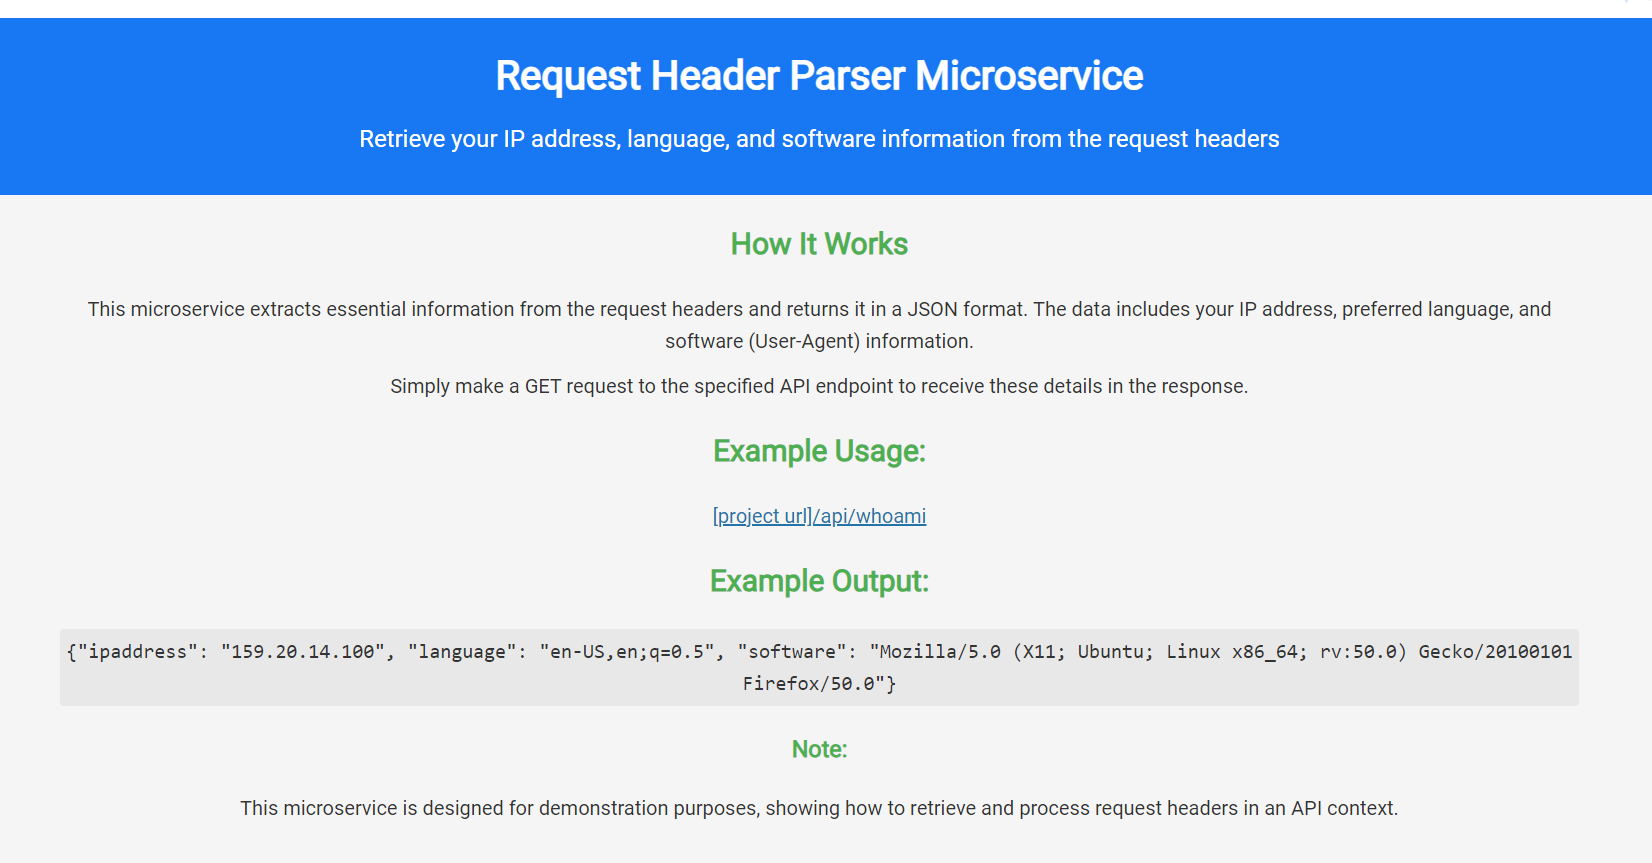 Request Header Parser Microservice
Retrieve your IP address, language, and software information from the request headers
How It Works
This microservice extracts essential information from the request headers and returns it in a JSON format. The data includes your IP address, preferred language, and
software (User-Agent) information.
Simply make a GET request to the specified API endpoint to receive these details in the response.
Example Usage:
[project url]/api/whoami
Example Output:
{"ipaddress": "159.20.14.100", "language": "en-US,en;q=0.5", "software": "Mozilla/5.0 (X11; Ubuntu; Linux x86_64; rv:50.0) Gecko/20100101
Firefox/50.0"}
Note:
This microservice is designed for demonstration purposes, showing how to retrieve and process request headers in an API context.